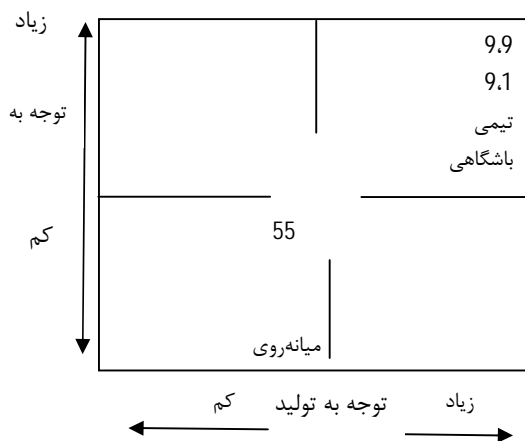 زیاد
9،9
9،1
توجه به
تیمی
باشگاهی
کم
55
میانه‌روی
زیاد
توجه به تولید
کم